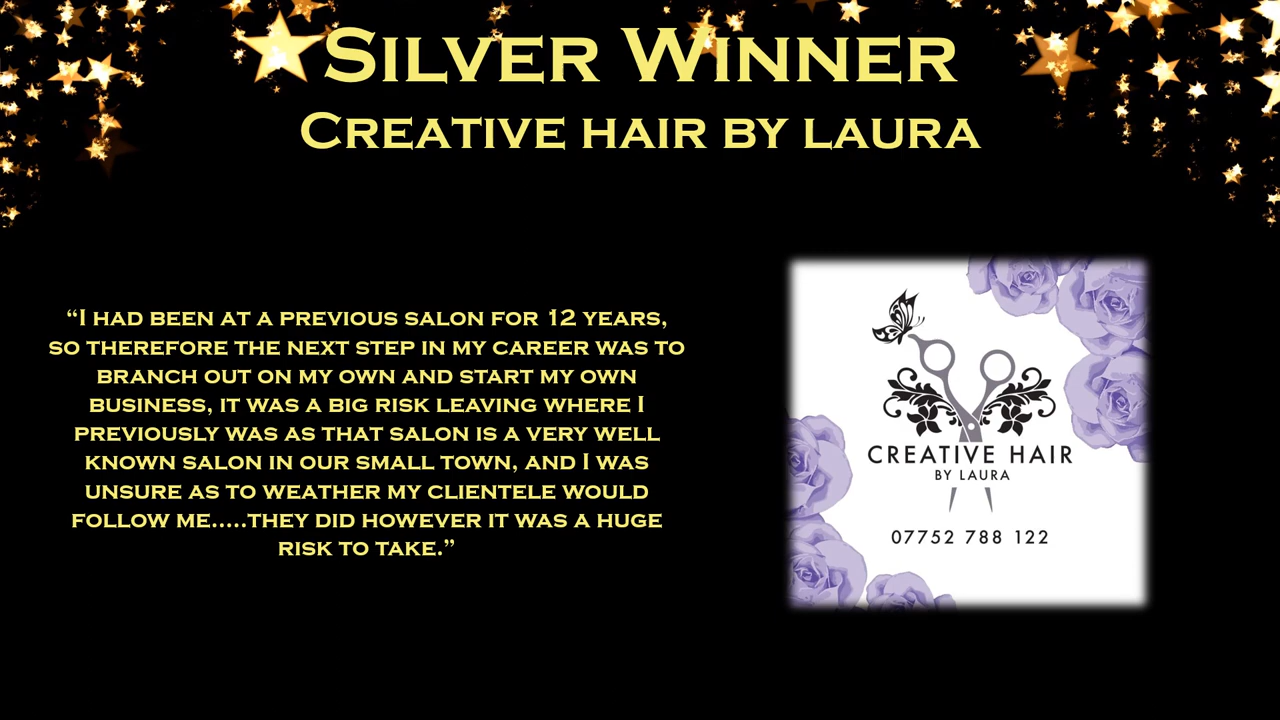 Silver Winner
Creative hair by laura
“I had been at a previous salon for 12 years,
so therefore the next step in my career was to
branch out on my own and start my own
business, it was a big risk leaving where I
previously was as that salon is a very well
known salon in our small town, and I was
unsure as to weather my clientele would
follow me.....they did however it was a huge
risk to take.”
CREATIVE HAIR
BY LAURA
07752 788 122